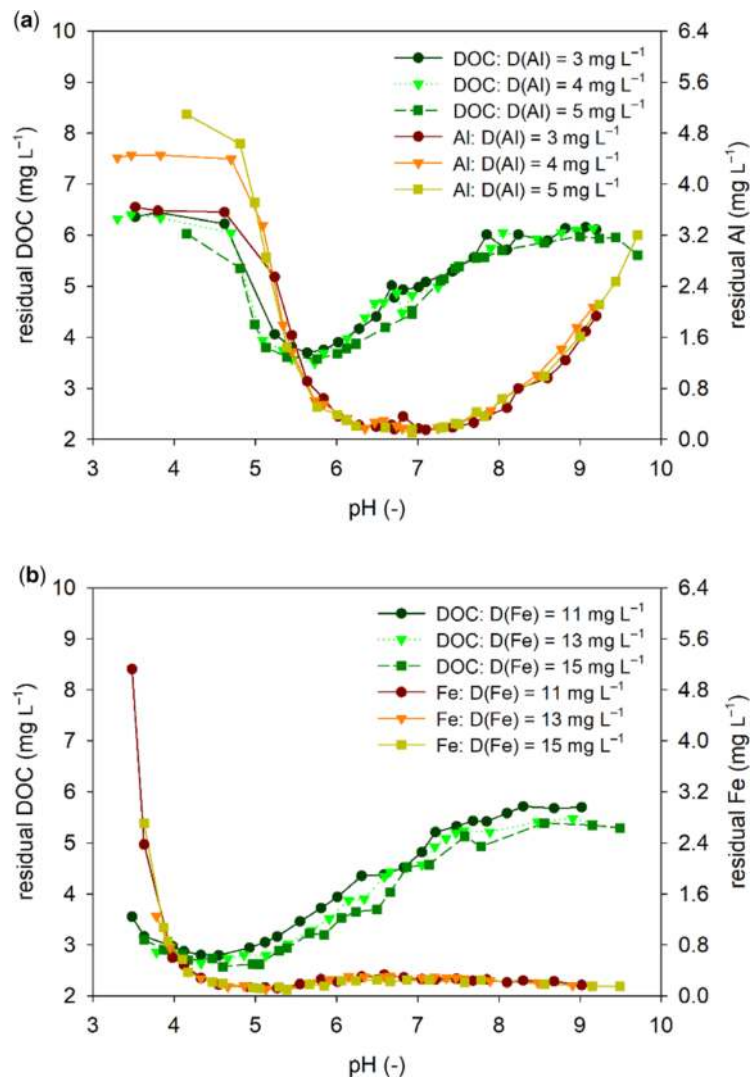 (a)
10
9
8
7
6
5
4
3
2
residual DOC (mg L⁻¹)
6.4
5.6
4.8
4.0
3.2
2.4
1.6
0.8
0.0
residual Al (mg L⁻¹)
DOC: D(Al) = 3 mg L⁻¹
DOC: D(Al) = 4 mg L⁻¹
DOC: D(Al) = 5 mg L⁻¹
Al: D(Al) = 3 mg L⁻¹
Al: D(Al) = 4 mg L⁻¹
Al: D(Al) = 5 mg L⁻¹
3 4 5 6 7 8 9 10
pH (-)
(b)
10
9
8
7
6
5
4
3
2
residual DOC (mg L⁻¹)
6.4
5.6
4.8
4.0
3.2
2.4
1.6
0.8
0.0
residual Fe (mg L⁻¹)
DOC: D(Fe) = 11 mg L⁻¹
DOC: D(Fe) = 13 mg L⁻¹
DOC: D(Fe) = 15 mg L⁻¹
Fe: D(Fe) = 11 mg L⁻¹
Fe: D(Fe) = 13 mg L⁻¹
Fe: D(Fe) = 15 mg L⁻¹
3 4 5 6 7 8 9 10
pH (-)